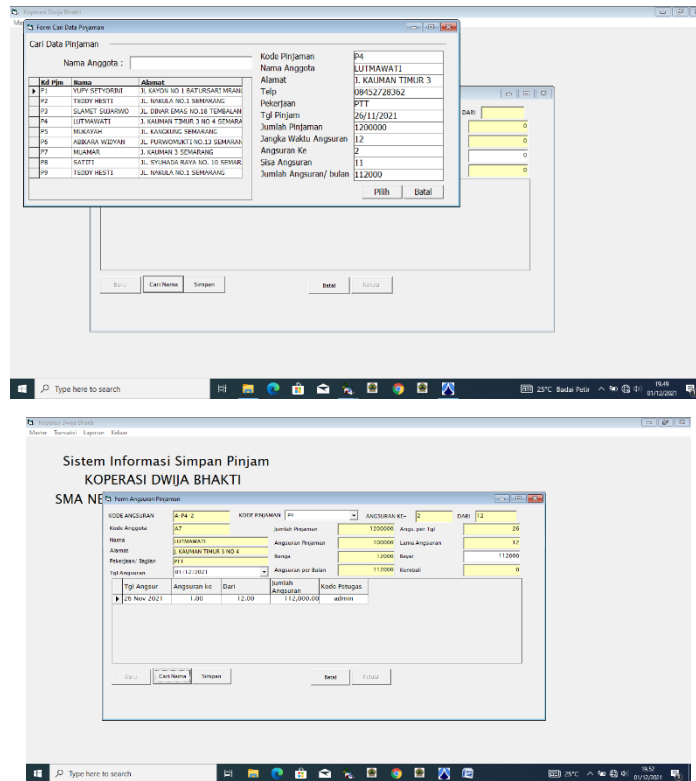 Koperasi Dwija Bhakti
Form Cari Data Pinjaman
Cari Data Pinjaman
Nama Anggota :
Kd Pjm Nama Alamat
P1 YUFY SETYORINI JL KAYON NO 1 BATURSARI MRAN
P2 TEDDY HESTI JL. NAKULA NO.1 SEMARANG
P3 SLAMET SUJARWO JL. DINAR EMAS NO.18 TEMBALAN
P4 LUTMAWATI J. KAUMAN TIMUR 3 NO 4 SEMARA
P5 MUKAYAH JL. KANGKUNG SEMARANG
P6 ABIKARA WIDYAN JL. PURWOMUKTI NO.13 SEMARAN
P7 MUAMAR J. KAUMAN 3 SEMARANG
P8 SATITI JL. SYUHADA RAYA NO. 10 SEMAR
P9 TEDDY HESTI JL. NAKULA NO.1 SEMARANG
Kode Pinjaman P4
Nama Anggota LUTMAWATI
Alamat J. KAUMAN TIMUR 3
Telp 08452728362
Pekerjaan PTT
Tgl Pinjam 26/11/2021
Jumlah Pinjaman 1200000
Jangka Waktu Angsuran 12
Angsuran Ke 2
Sisa Angsuran 11
Jumlah Angsuran/ bulan 112000
Pilih Batal
DARI
0
0
0
0
Baru Cari Nama Simpan Batal Keluar
Type here to search
25°C Badai Petir
19.49
01/12/2021
Koperasi Dwija Bhakti
Master Transaksi Laporan Keluar
Sistem Informasi Simpan Pinjam
KOPERASI DWIJA BHAKTI
SMA NE
Form Angsuran Pinjaman
KODE ANGSURAN A-P4-2 KODE PINJAMAN P4 ANGSURAN KE- 2 DARI 12
Kode Anggota A7 Jumlah Pinjaman 1200000 Angs. per Tgl 26
Nama LUTMAWATI Angsuran Pinjaman 100000 Lama Angsuran 12
Alamat J. KAUMAN TIMUR 3 NO 4 Bunga 12000 Bayar 112000
Pekerjaan/ Bagian PTT Angsuran per Bulan 112000 Kembali 0
Tgl Angsuran 01/12/2021
Tgl Angsur Angsuran ke Dari Jumlah Angsuran Kode Petugas
26 Nov 2021 1.00 12.00 112,000.00 admin
Baru Cari Nama Simpan Batal Keluar
Type here to search
25°C
19.52
01/12/2021